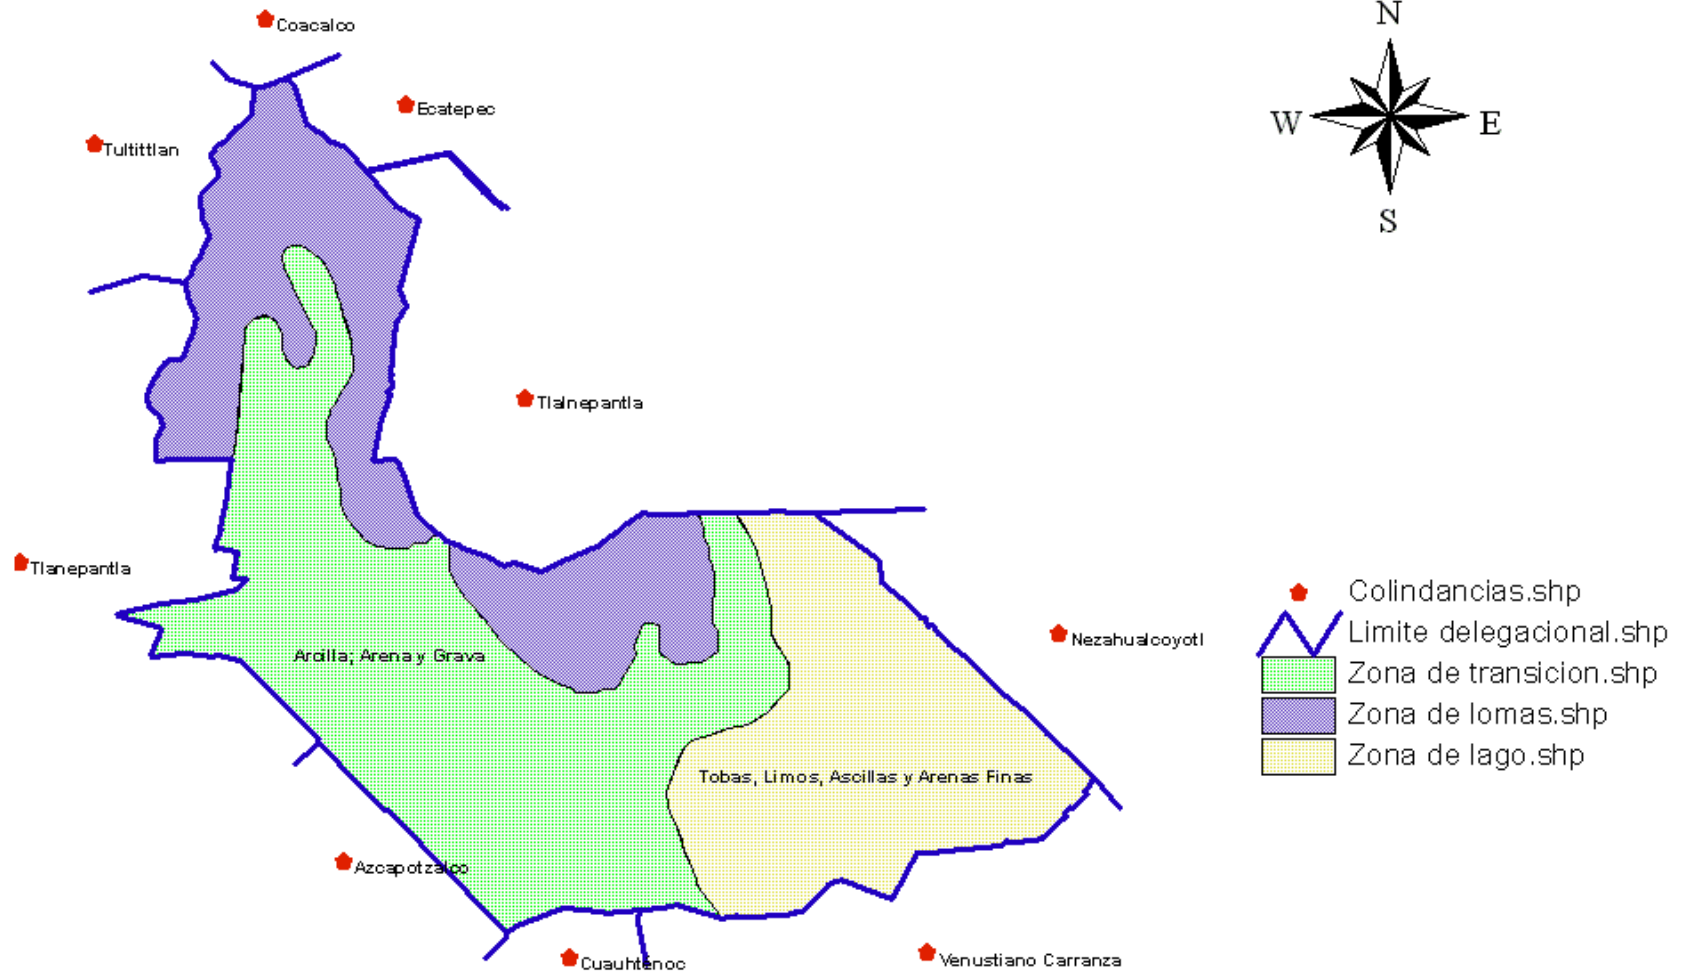 N
Coacalco
Ecatepec
W
E
Tultittlan
S
Tlalnepantla
Tlanepantla
Colindancias.shp
Nezahualcoyotl
Limite delegacional.shp
Arcilla; Arena y Grava
Zona de transicion.shp
Zona de lomas.shp
Zona de lago.shp
Tobas, Limos, Ascillas y Arenas Finas
Azcapotzalco
Cuauhtenoc
Venustiano Carranza